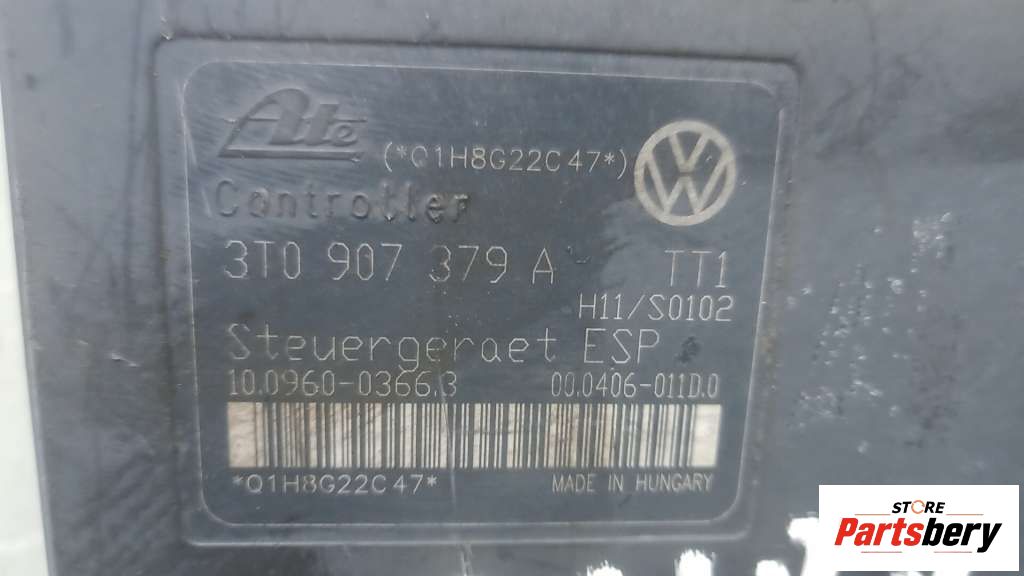 Ate (*Q1H8G22C47*)
Controller
3T0 907 379 A TT1
H11/S0102
Steuergeraet ESP
10.0960-0366.3 00.0406-011D.0
*Q1H8G22C47* MADE IN HUNGARY
STORE
Partsbery